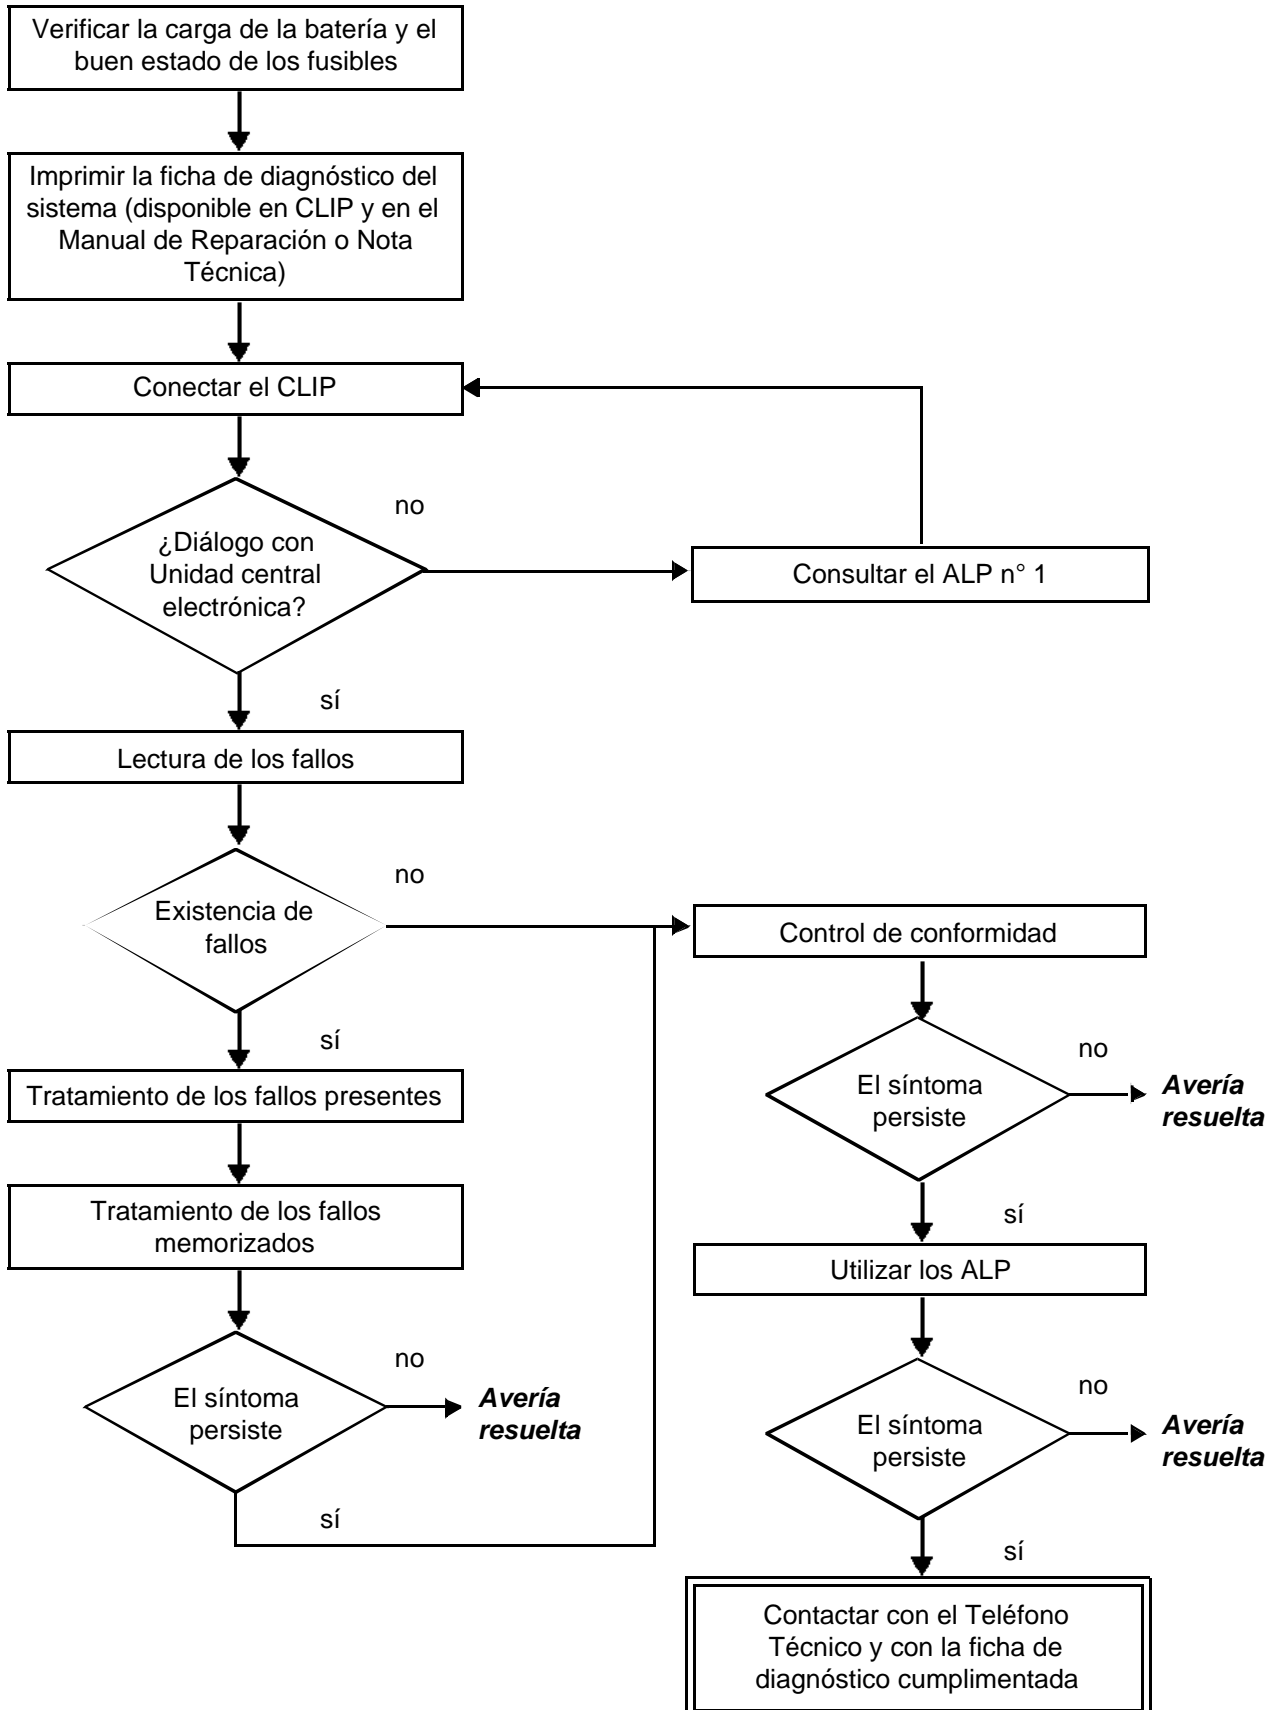 Verificar la carga de la batería y el
buen estado de los fusibles
Imprimir la ficha de diagnóstico del
sistema (disponible en CLIP y en el
Manual de Reparación o Nota
Técnica)
Conectar el CLIP
no
¿Diálogo con
Unidad central
electrónica?
Consultar el ALP n° 1
sí
Lectura de los fallos
no
Existencia de
fallos
Control de conformidad
sí
Tratamiento de los fallos presentes
no
El síntoma
persiste
Avería
resuelta
Tratamiento de los fallos
memorizados
sí
Utilizar los ALP
no
El síntoma
persiste
Avería
resuelta
sí
no
El síntoma
persiste
Avería
resuelta
sí
Contactar con el Teléfono
Técnico y con la ficha de
diagnóstico cumplimentada